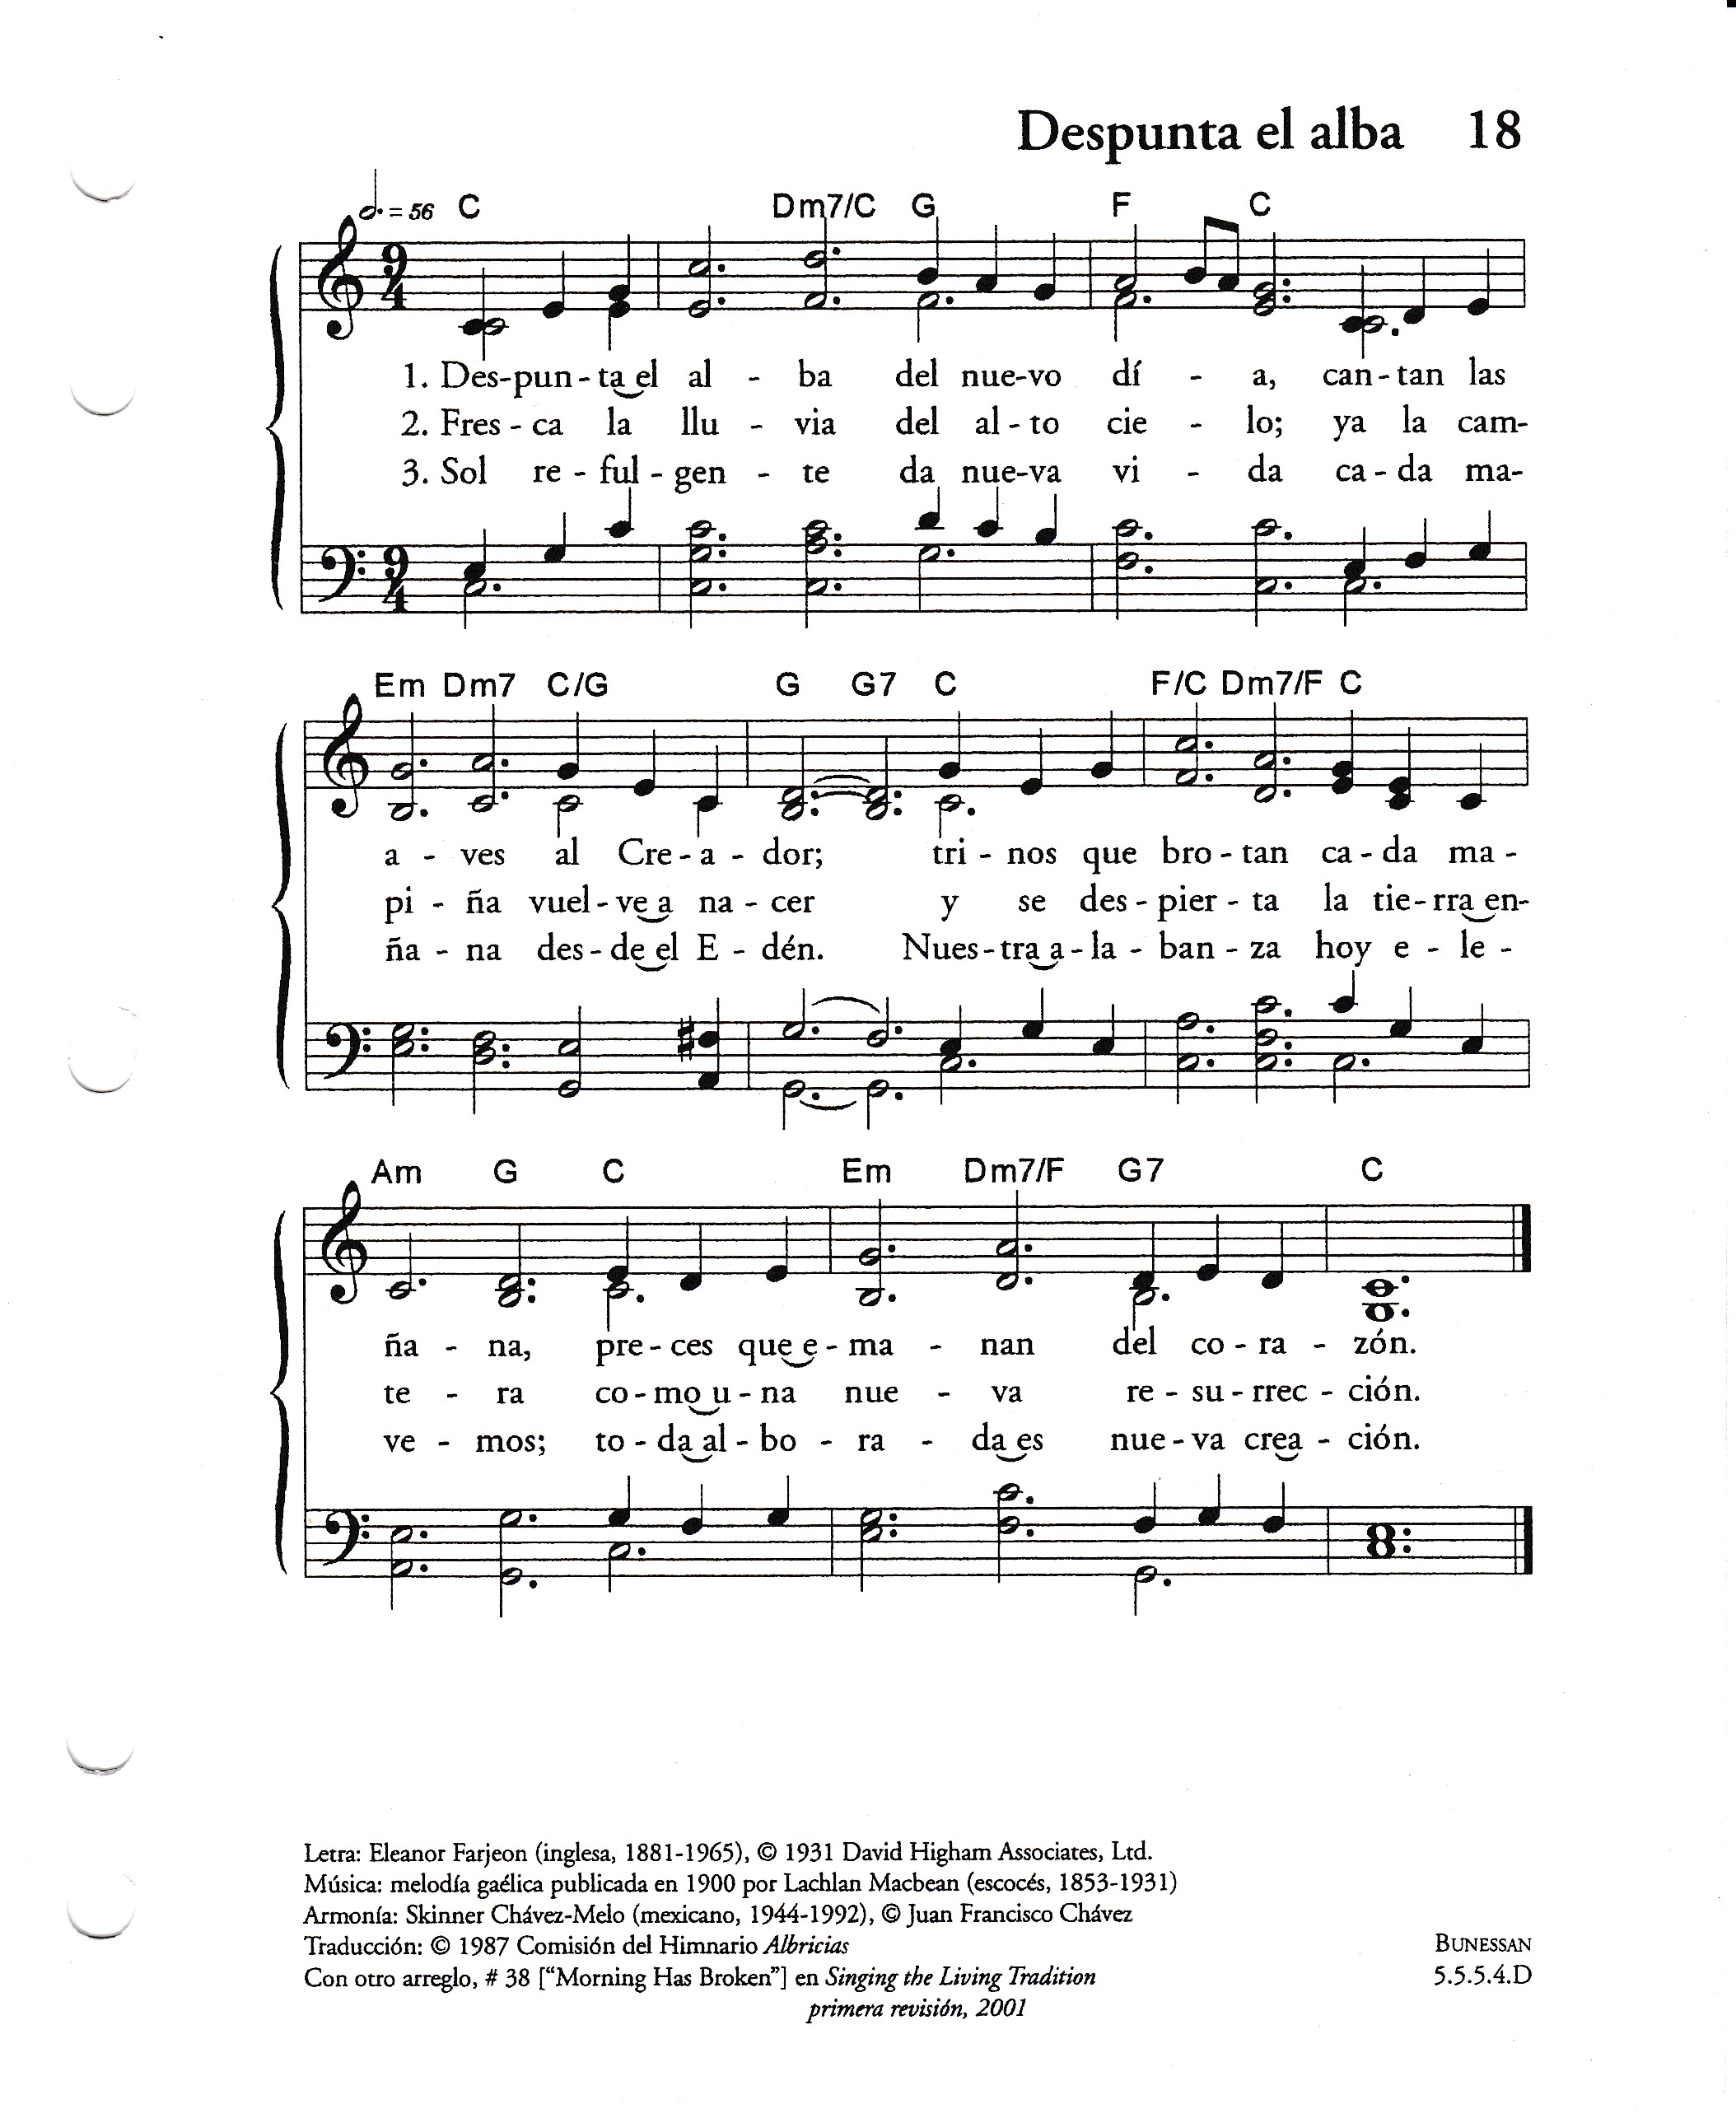 Despunta el alba 18
𝅗𝅥. = 56 C Dm7/C G F C
1. Des-pun-ta el al - ba del nue-vo dí - a, can-tan las
2. Fres - ca la llu - via del al-to cie - lo; ya la cam-
3. Sol re-ful-gen - te da nue-va vi - da ca-da ma-
Em Dm7 C/G G G7 C F/C Dm7/F C
a - ves al Cre-a-dor; tri-nos que bro-tan ca-da ma-
pi - ña vuel-ve a na-cer y se des-pier-ta la tie-rra en-
ña - na des-de el E - dén. Nues-tra a-la-ban-za hoy e - le -
Am G C Em Dm7/F G7 C
ña - na, pre-ces que e-ma - nan del co-ra - zón.
te - ra co-mo u-na nue - va re-su-rrec-ción.
ve - mos; to-da al-bo - ra - da es nue-va crea - ción.
Letra: Eleanor Farjeon (inglesa, 1881-1965), © 1931 David Higham Associates, Ltd.
Música: melodía gaélica publicada en 1900 por Lachlan Macbean (escocés, 1853-1931)
Armonía: Skinner Chávez-Melo (mexicano, 1944-1992), © Juan Francisco Chávez
Traducción: © 1987 Comisión del Himnario Albricias
BUNESSAN
Con otro arreglo, # 38 [“Morning Has Broken”] en Singing the Living Tradition
5.5.5.4.D
primera revisión, 2001